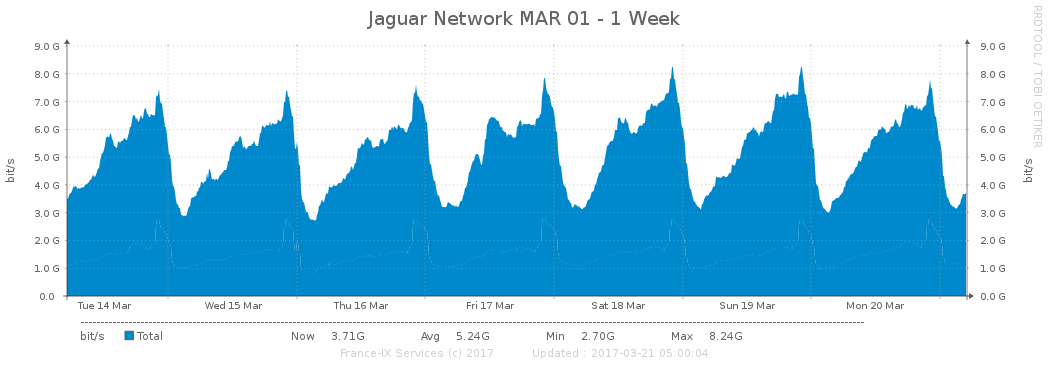 Jaguar Network MAR 01 - 1 Week
RRDTOOL / TOBI OETIKER
9.0 G 9.0 G
8.0 G 8.0 G
7.0 G 7.0 G
6.0 G 6.0 G
5.0 G 5.0 G
4.0 G 4.0 G
3.0 G 3.0 G
2.0 G 2.0 G
1.0 G 1.0 G
0.0 0.0 G
bit/s
bit/s
Tue 14 Mar Wed 15 Mar Thu 16 Mar Fri 17 Mar Sat 18 Mar Sun 19 Mar Mon 20 Mar
bit/s Total Now 3.71G Avg 5.24G Min 2.70G Max 8.24G
France-IX Services (c) 2017 Updated : 2017-03-21 05:00:04